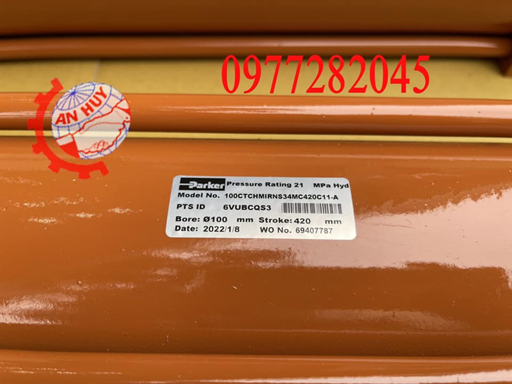 0977282045
AN HUY
Parker Pressure Rating 21 MPa Hyd
Model No. 100CTCHMIRNS34MC420C11-A
PTS ID 6VUBCQS3
Bore: Ø100 mm Stroke: 420 mm
Date: 2022/1/8 WO No. 69407787